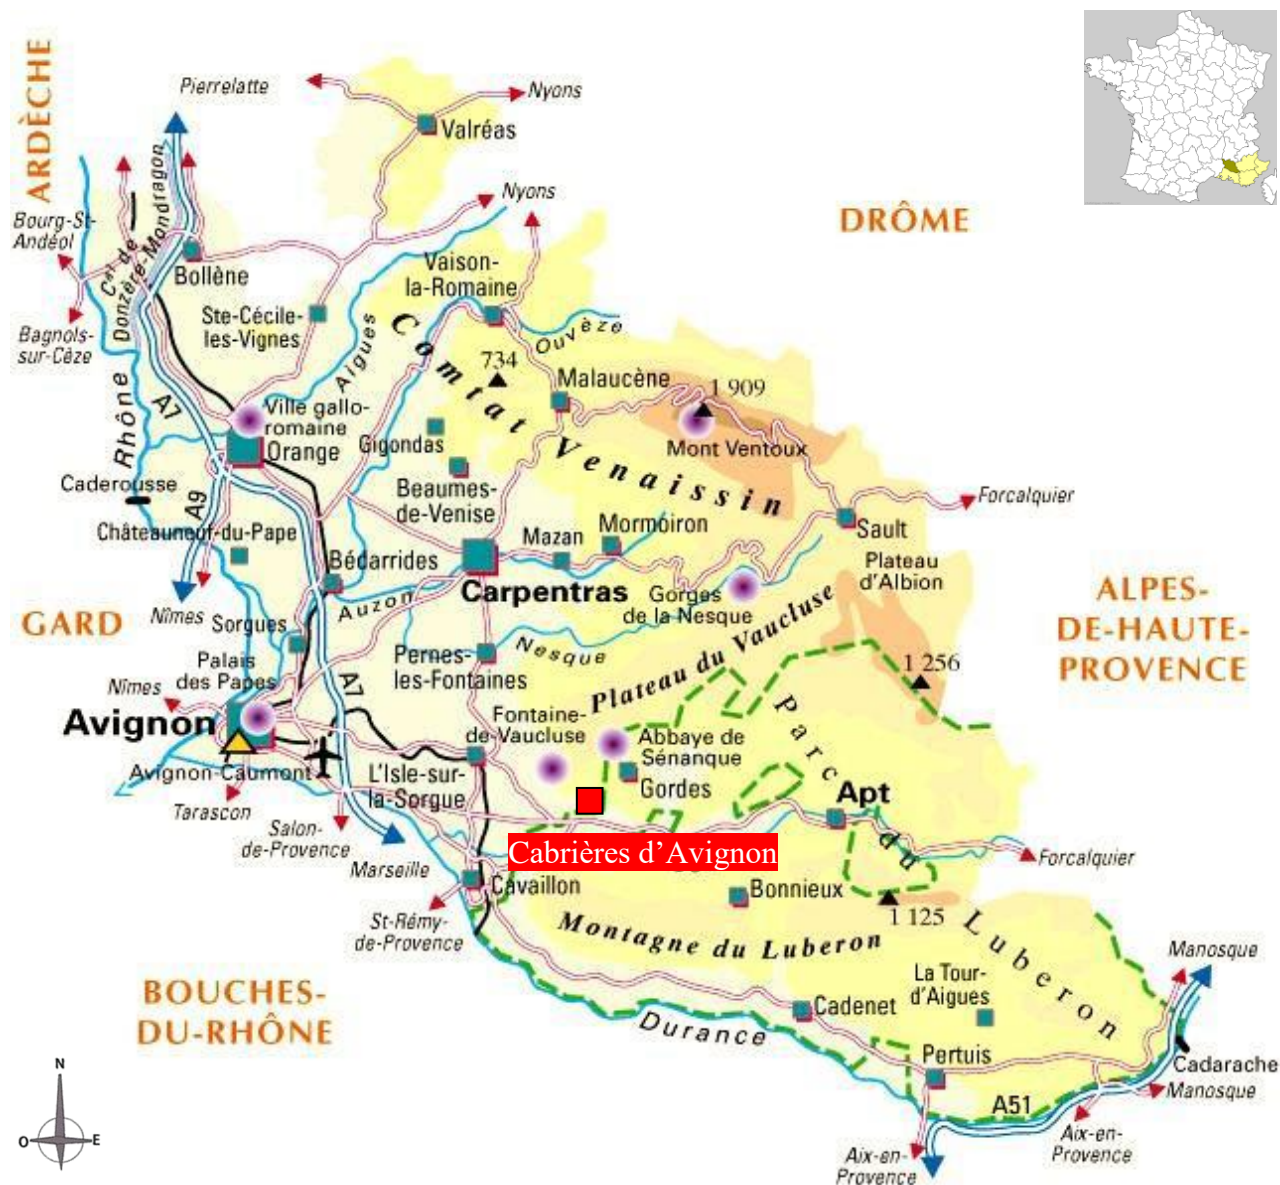 ARDÈCHE
Pierrelatte
Nyons
Valréas
Nyons
DRÔME
Bourg-St-
Andéol
Cal de
Donzère-Mondragon
Bollène
Vaison-
la-Romaine
Ste-Cécile-
les-Vignes
Aigues
Ouvèze
Bagnols-
sur-Cèze
Comtat Venaissin
734
Malaucène
1 909
Mont Ventoux
Rhône
A7
Ville gallo-
romaine
Orange
Gigondas
Beaumes-
de-Venise
Caderousse
A9
Forcalquier
Châteauneuf-du-Pape
Mormoiron
Mazan
Sault
Plateau
d'Albion
Bédarrides
Carpentras
Auzon
Gorges
de la Nesque
ALPES-
DE-HAUTE-
PROVENCE
GARD
Nîmes
Sorgues
Nesque
Plateau du Vaucluse
Pernes-
les-Fontaines
1 256
Palais
des Papes
Nîmes
A7
Avignon
Fontaine-
de-Vaucluse
Abbaye de
Sénanque
Parc du Luberon
Avignon-Caumont
L'Isle-sur-
la-Sorgue
Gordes
Apt
Tarascon
Salon-
de-Provence
Marseille
Cabrières d’Avignon
Forcalquier
Cavaillon
Bonnieux
1 125
St-Rémy-
de-Provence
Montagne du Luberon
Manosque
La Tour-
d'Aigues
BOUCHES-
DU-RHÔNE
Cadenet
Durance
Pertuis
Cadarache
Manosque
A51
Aix-en-
Provence
Aix-en-
Provence
N
O
E